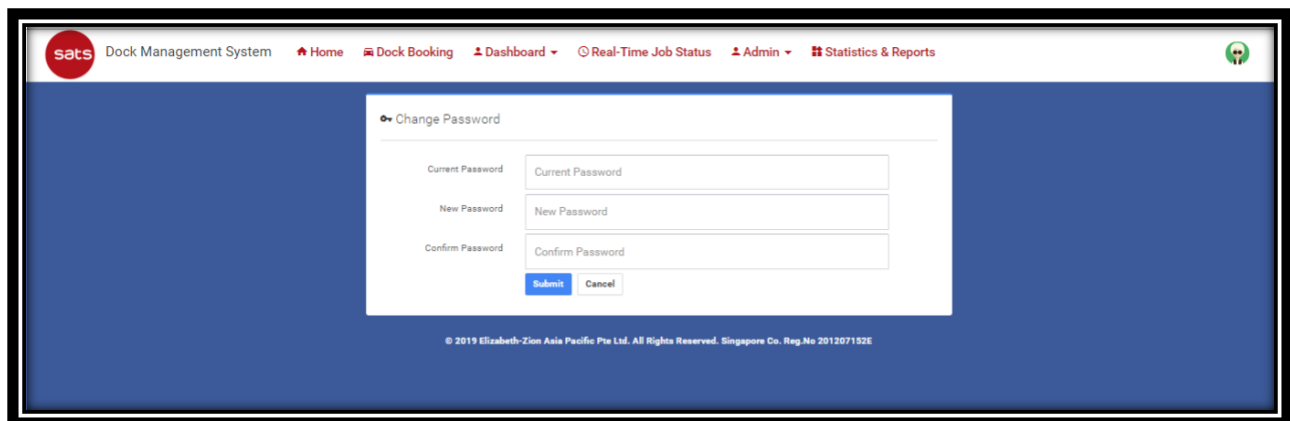 sats Dock Management System Home Dock Booking Dashboard Real-Time Job Status Admin Statistics & Reports
Change Password
Current Password Current Password
New Password New Password
Confirm Password Confirm Password
Submit Cancel
© 2019 Elizabeth-Zion Asia Pacific Pte Ltd. All Rights Reserved. Singapore Co. Reg.No 201207152E